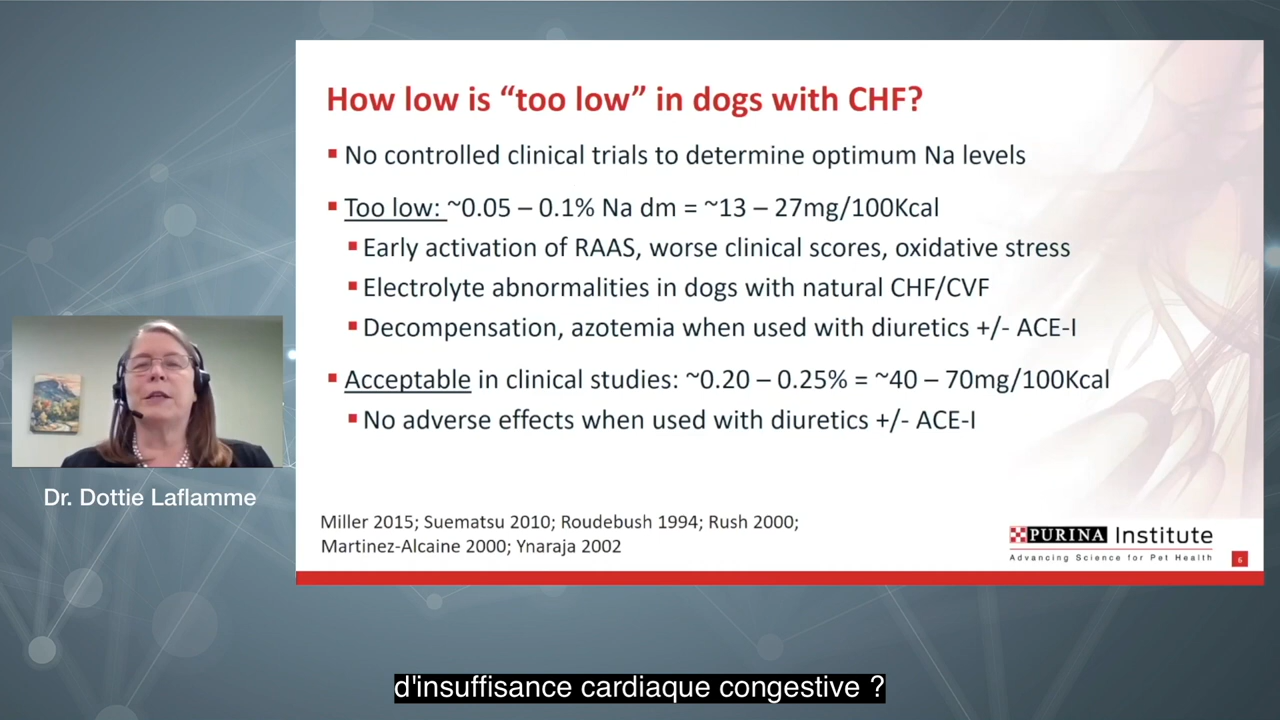 How low is “too low” in dogs with CHF?
No controlled clinical trials to determine optimum Na levels
Too low: ~0.05 – 0.1% Na dm = ~13 – 27mg/100Kcal
Early activation of RAAS, worse clinical scores, oxidative stress
Electrolyte abnormalities in dogs with natural CHF/CVF
Decompensation, azotemia when used with diuretics +/- ACE-I
Acceptable in clinical studies: ~0.20 – 0.25% = ~40 – 70mg/100Kcal
No adverse effects when used with diuretics +/- ACE-I
Dr. Dottie Laflamme
Miller 2015; Suematsu 2010; Roudebush 1994; Rush 2000;
Martinez-Alcaine 2000; Ynaraja 2002
PURINA Institute
Advancing Science for Pet Health
6
d'insuffisance cardiaque congestive ?